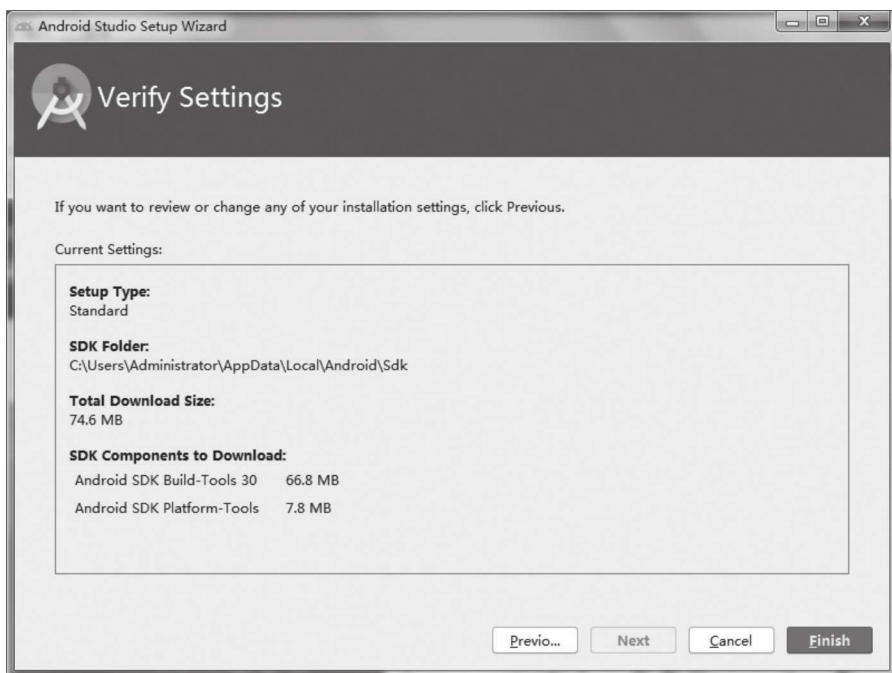 Android Studio Setup Wizard
Verify Settings
If you want to review or change any of your installation settings, click Previous.
Current Settings:
Setup Type:
Standard
SDK Folder:
C:\Users\Administrator\AppData\Local\Android\Sdk
Total Download Size:
74.6 MB
SDK Components to Download:
Android SDK Build-Tools 30 66.8 MB
Android SDK Platform-Tools 7.8 MB
Previo... Next Cancel Finish